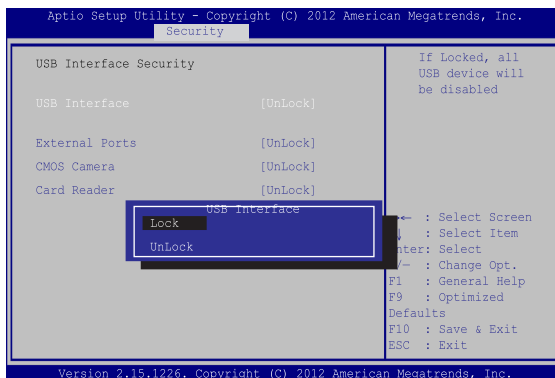 Aptio Setup Utility - Copyright (C) 2012 American Megatrends, Inc.
Security
USB Interface Security
USB Interface [UnLock]
External Ports [UnLock]
CMOS Camera [UnLock]
Card Reader [UnLock]
USB Interface
Lock
UnLock
If Locked, all
USB device will
be disabled
→← : Select Screen
↓ : Select Item
nter: Select
/— : Change Opt.
F1 : General Help
F9 : Optimized
Defaults
F10 : Save & Exit
ESC : Exit
Version 2.15.1226. Copyright (C) 2012 American Megatrends, Inc.